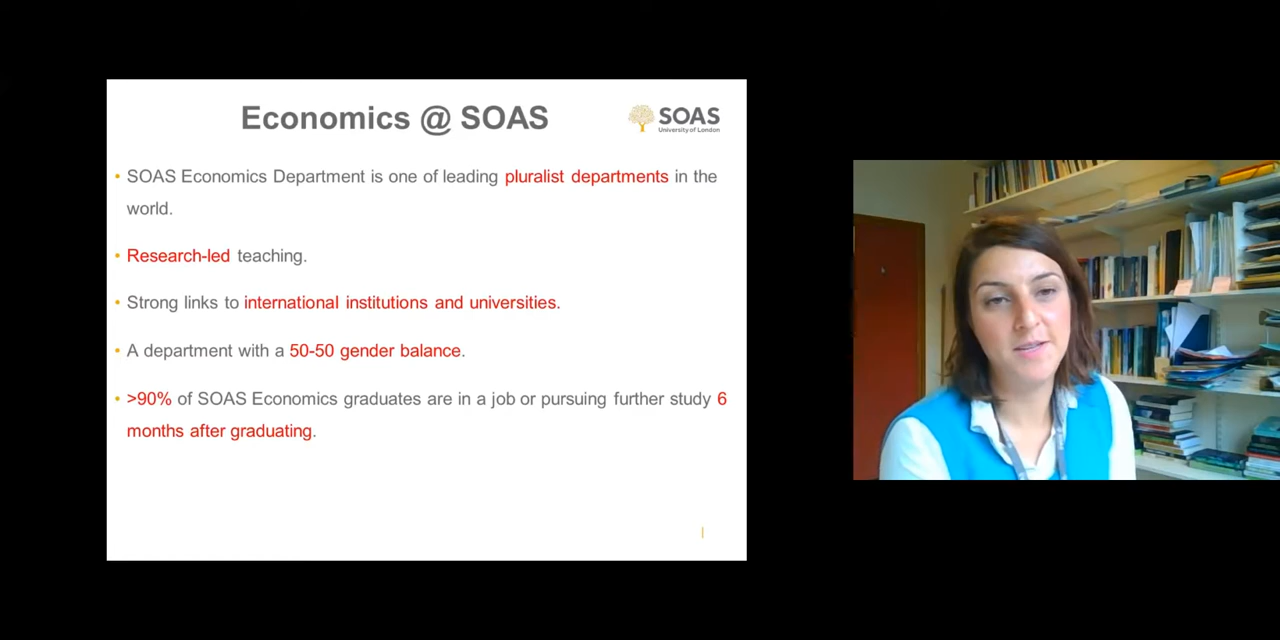 Economics @ SOAS
SOAS
University of London
• SOAS Economics Department is one of leading pluralist departments in the
world.
• Research-led teaching.
• Strong links to international institutions and universities.
• A department with a 50-50 gender balance.
• >90% of SOAS Economics graduates are in a job or pursuing further study 6
months after graduating.